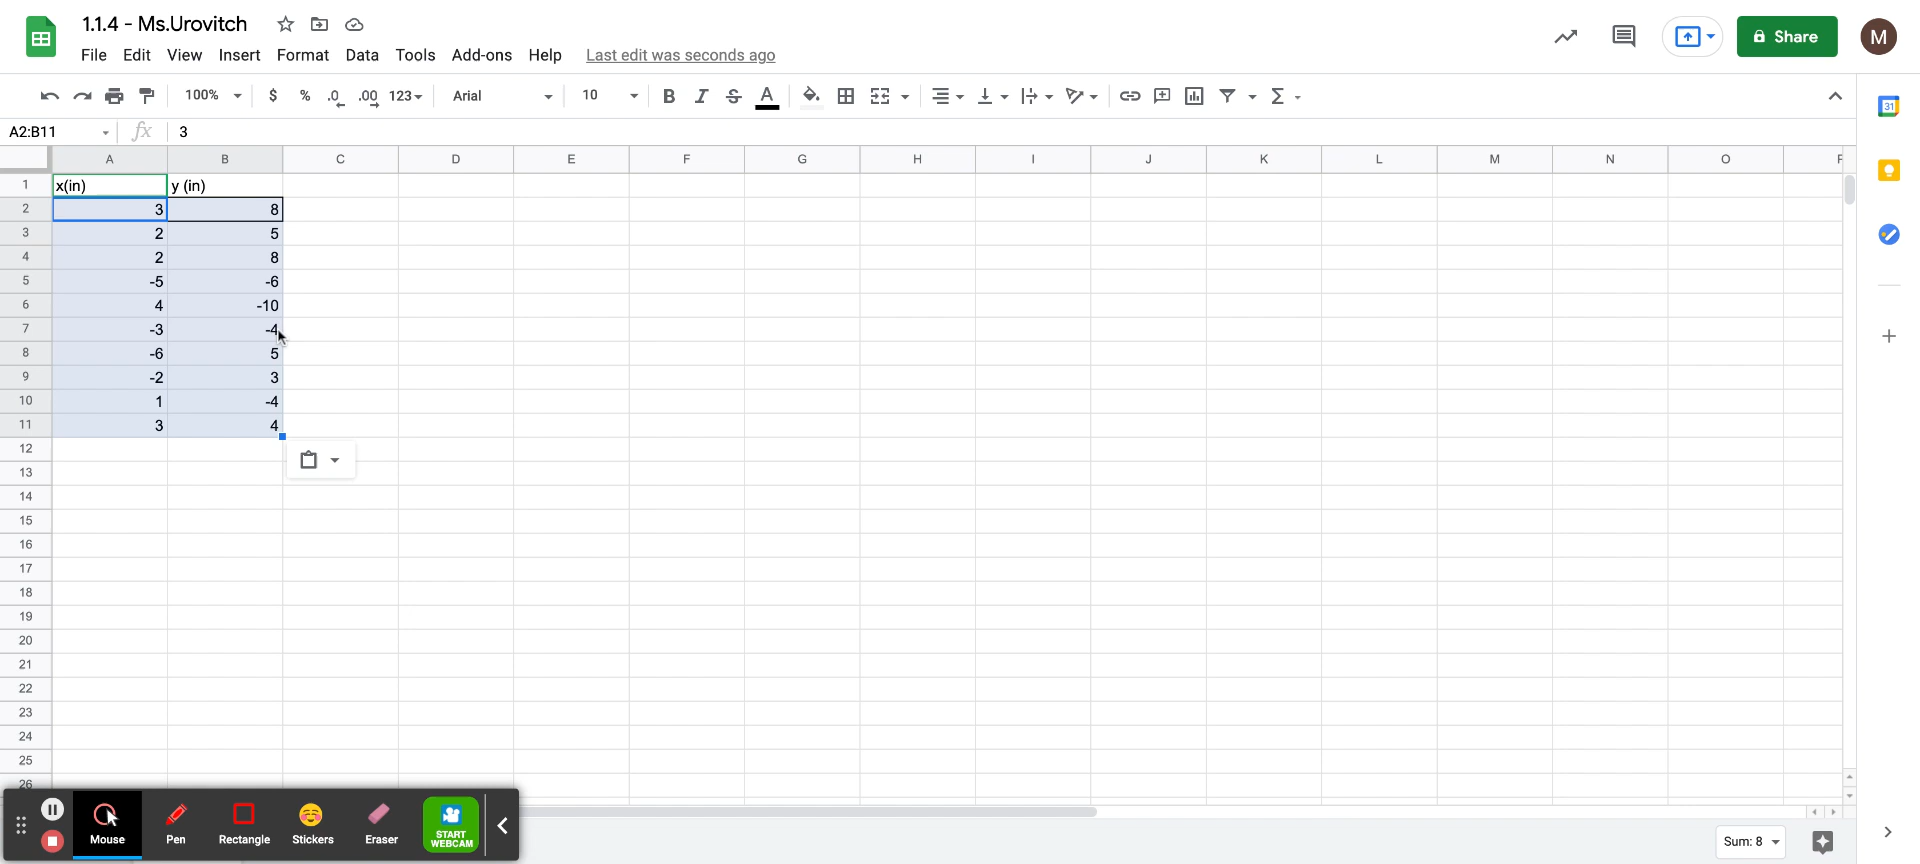 1.1.4 - Ms.Urovitch
File Edit View Insert Format Data Tools Add-ons Help Last edit was seconds ago
Share
M
100% $ % .0 .00 123 Arial 10 B I S A Σ
31
A2:B11 fx 3
A B C D E F G H I J K L M N O
1 x(in) y (in)
2 3 8
3 2 5
4 2 8
5 -5 -6
6 4 -10
7 -3 -4
8 -6 5
9 -2 3
10 1 -4
11 3 4
12
13
14
15
16
17
18
19
20
21
22
23
24
25
26
Mouse Pen Rectangle Stickers Eraser START WEBCAM
Sum: 8